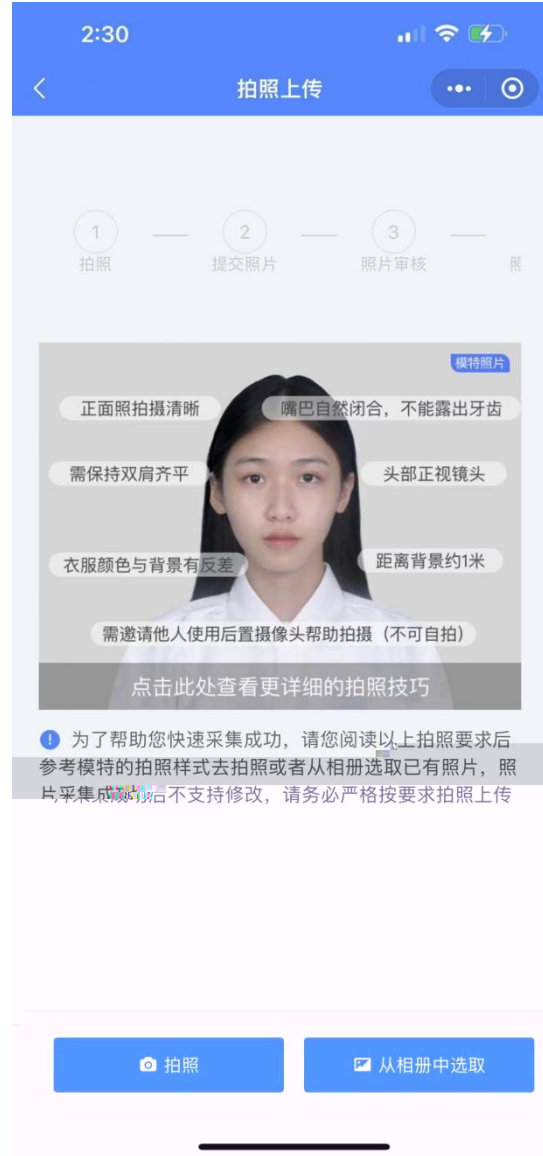 2:30
拍照上传
1
2
3
拍照
提交照片
照片审核
模特照片
正面照拍摄清晰
嘴巴自然闭合，不能露出牙齿
需保持双肩齐平
头部正视镜头
衣服颜色与背景有反差
距离背景约1米
需邀请他人使用后置摄像头帮助拍摄（不可自拍）
点击此处查看更详细的拍照技巧
为了帮助您快速采集成功，请您阅读以上拍照要求后
参考模特的拍照样式去拍照或者从相册选取已有照片，照
片采集成功后不支持修改，请务必严格按要求拍照上传
拍照
从相册中选取